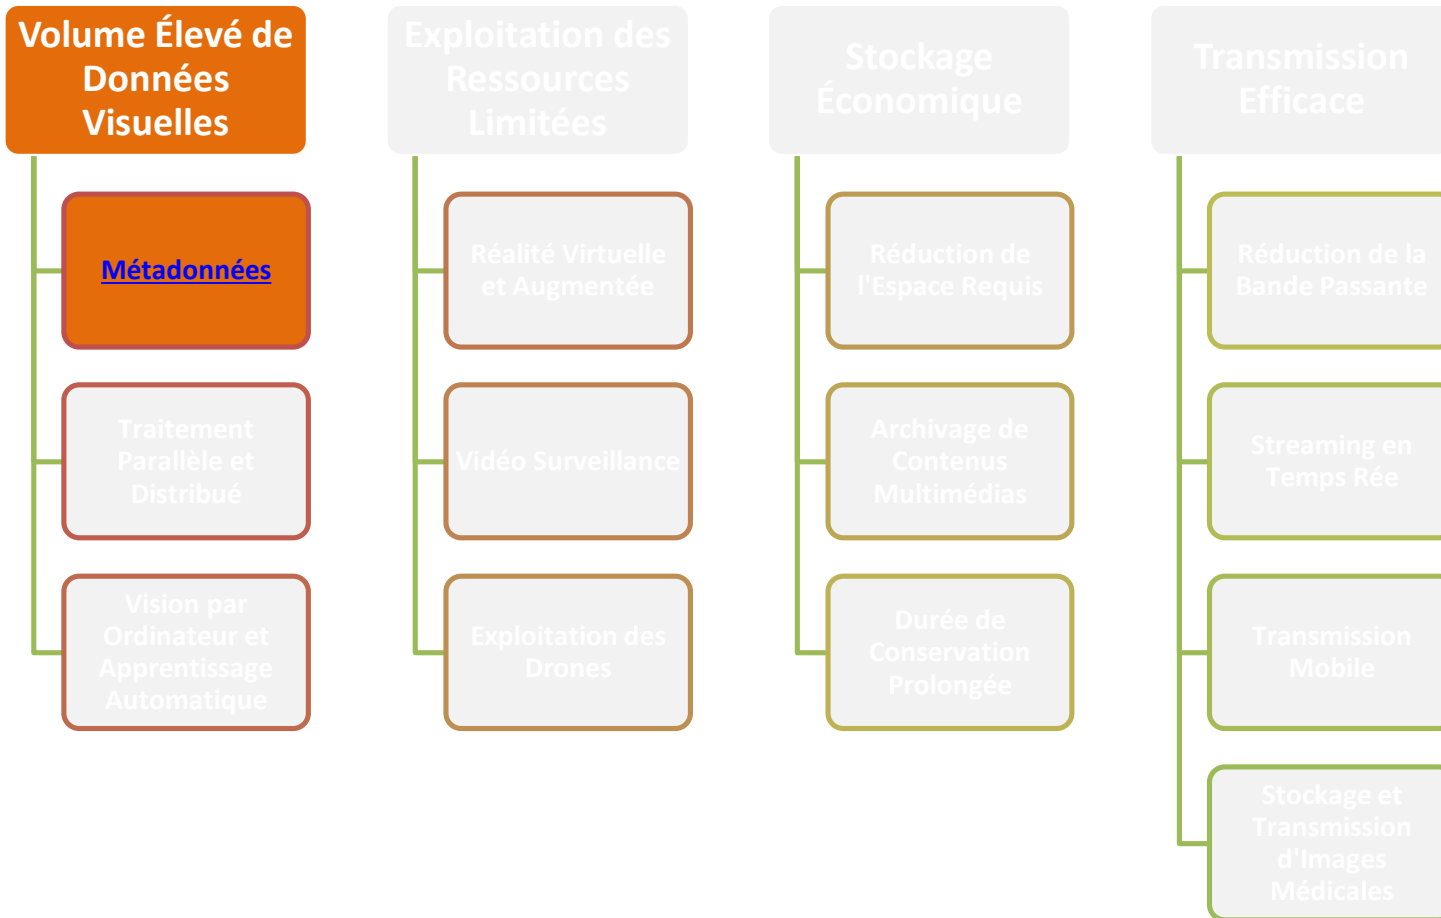 Volume Élevé de
Données
Visuelles
Métadonnées
Traitement
Parallèle et
Distribué
Vision par
Ordinateur et
Apprentissage
Automatique
Exploitation des
Ressources
Limitées
Réalité Virtuelle
et Augmentée
Vidéo Surveillance
Exploitation des
Drones
Stockage
Économique
Réduction de
l'Espace Requis
Archivage de
Contenus
Multimédias
Durée de
Conservation
Prolongée
Transmission
Efficace
Réduction de la
Bande Passante
Streaming en
Temps Rée
Transmission
Mobile
Stockage et
Transmission
d'Images
Médicales